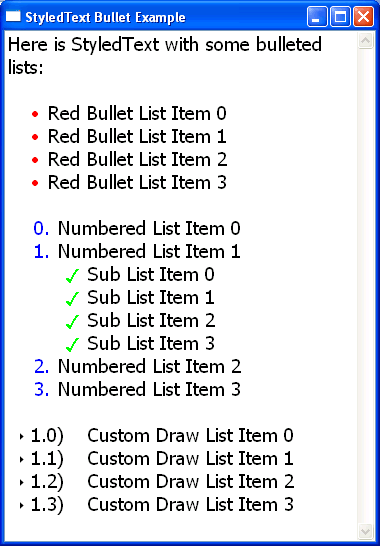 StyledText Bullet Example
Here is StyledText with some bulleted
lists:
Red Bullet List Item 0
Red Bullet List Item 1
Red Bullet List Item 2
Red Bullet List Item 3
0. Numbered List Item 0
1. Numbered List Item 1
Sub List Item 0
Sub List Item 1
Sub List Item 2
Sub List Item 3
2. Numbered List Item 2
3. Numbered List Item 3
1.0) Custom Draw List Item 0
1.1) Custom Draw List Item 1
1.2) Custom Draw List Item 2
1.3) Custom Draw List Item 3